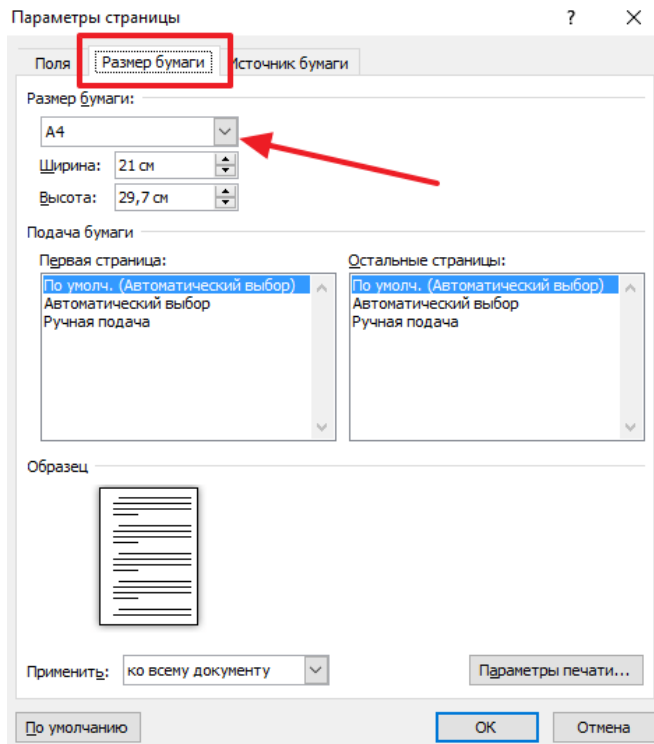 Параметры страницы ?
Поля Размер бумаги Источник бумаги
Размер бумаги:
A4
Ширина: 21 см
Высота: 29,7 см
Подача бумаги
Первая страница: Остальные страницы:
По умолч. (Автоматический выбор) По умолч. (Автоматический выбор)
Автоматический выбор Автоматический выбор
Ручная подача Ручная подача
Образец
Применить: ко всему документу Параметры печати...
По умолчанию ОК Отмена